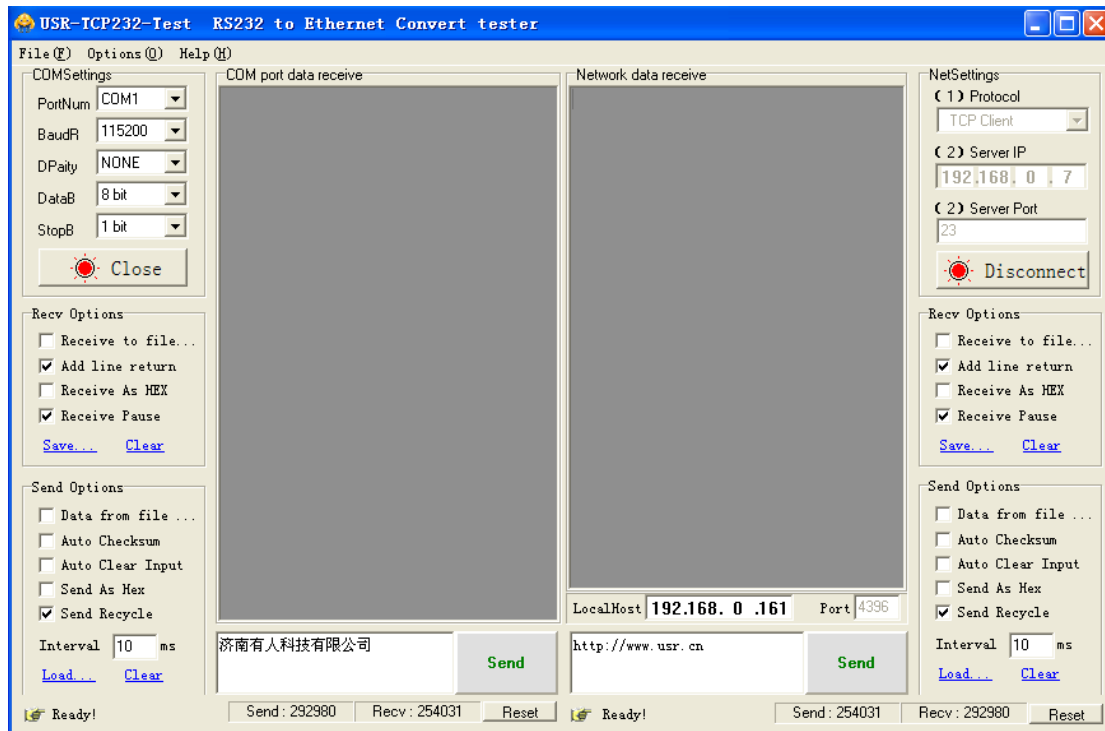 USR-TCP232-Test RS232 to Ethernet Convert tester
File(F) Options(O) Help(H)
COMSettings
PortNum COM1
BaudR 115200
DPaity NONE
DataB 8 bit
StopB 1 bit
Close
Recv Options
Receive to file...
Add line return
Receive As HEX
Receive Pause
Save... Clear
Send Options
Data from file ...
Auto Checksum
Auto Clear Input
Send As Hex
Send Recycle
Interval 10 ms
Load... Clear
COM port data receive
济南有人科技有限公司
Send
Network data receive
LocalHost 192.168. 0 .161 Port 4396
http://www.usr.cn
Send
NetSettings
(1) Protocol
TCP Client
(2) Server IP
192.168. 0 . 7
(2) Server Port
23
Disconnect
Recv Options
Receive to file...
Add line return
Receive As HEX
Receive Pause
Save... Clear
Send Options
Data from file ...
Auto Checksum
Auto Clear Input
Send As Hex
Send Recycle
Interval 10 ms
Load... Clear
Ready! Send : 292980 Recv : 254031 Reset
Ready! Send : 254031 Recv : 292980 Reset